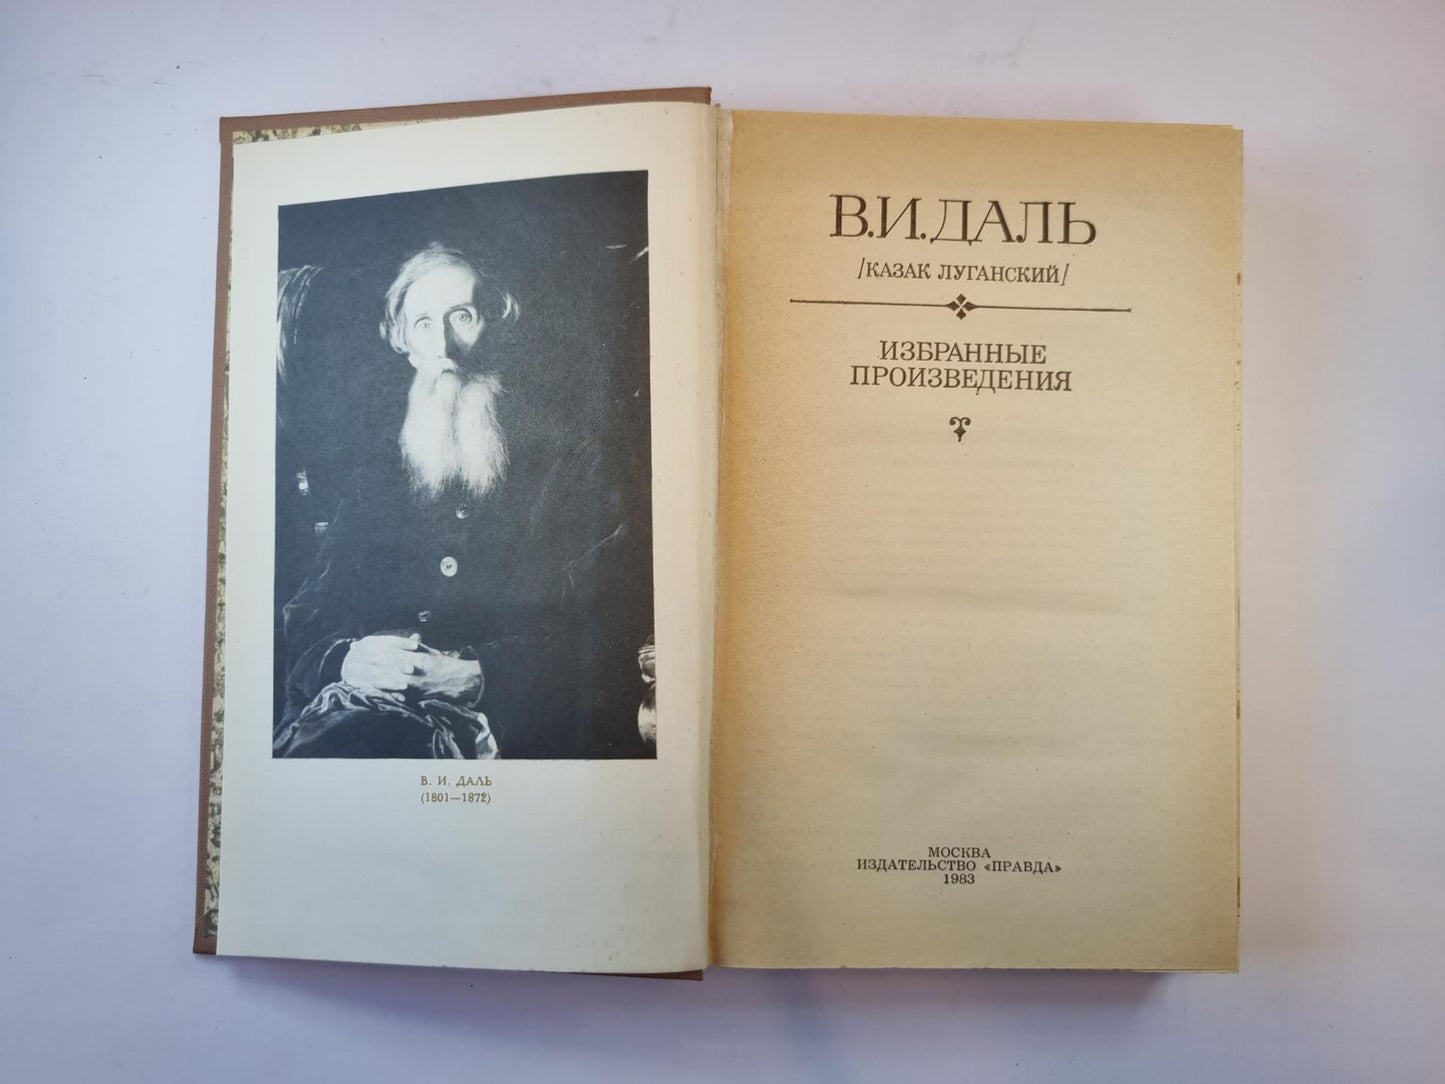 В. И. ДАЛЬ
(1801—1872)
В.И.ДАЛЬ
/КАЗАК ЛУГАНСКИЙ/
ИЗБРАННЫЕ
ПРОИЗВЕДЕНИЯ
МОСКВА
ИЗДАТЕЛЬСТВО «ПРАВДА»
1983